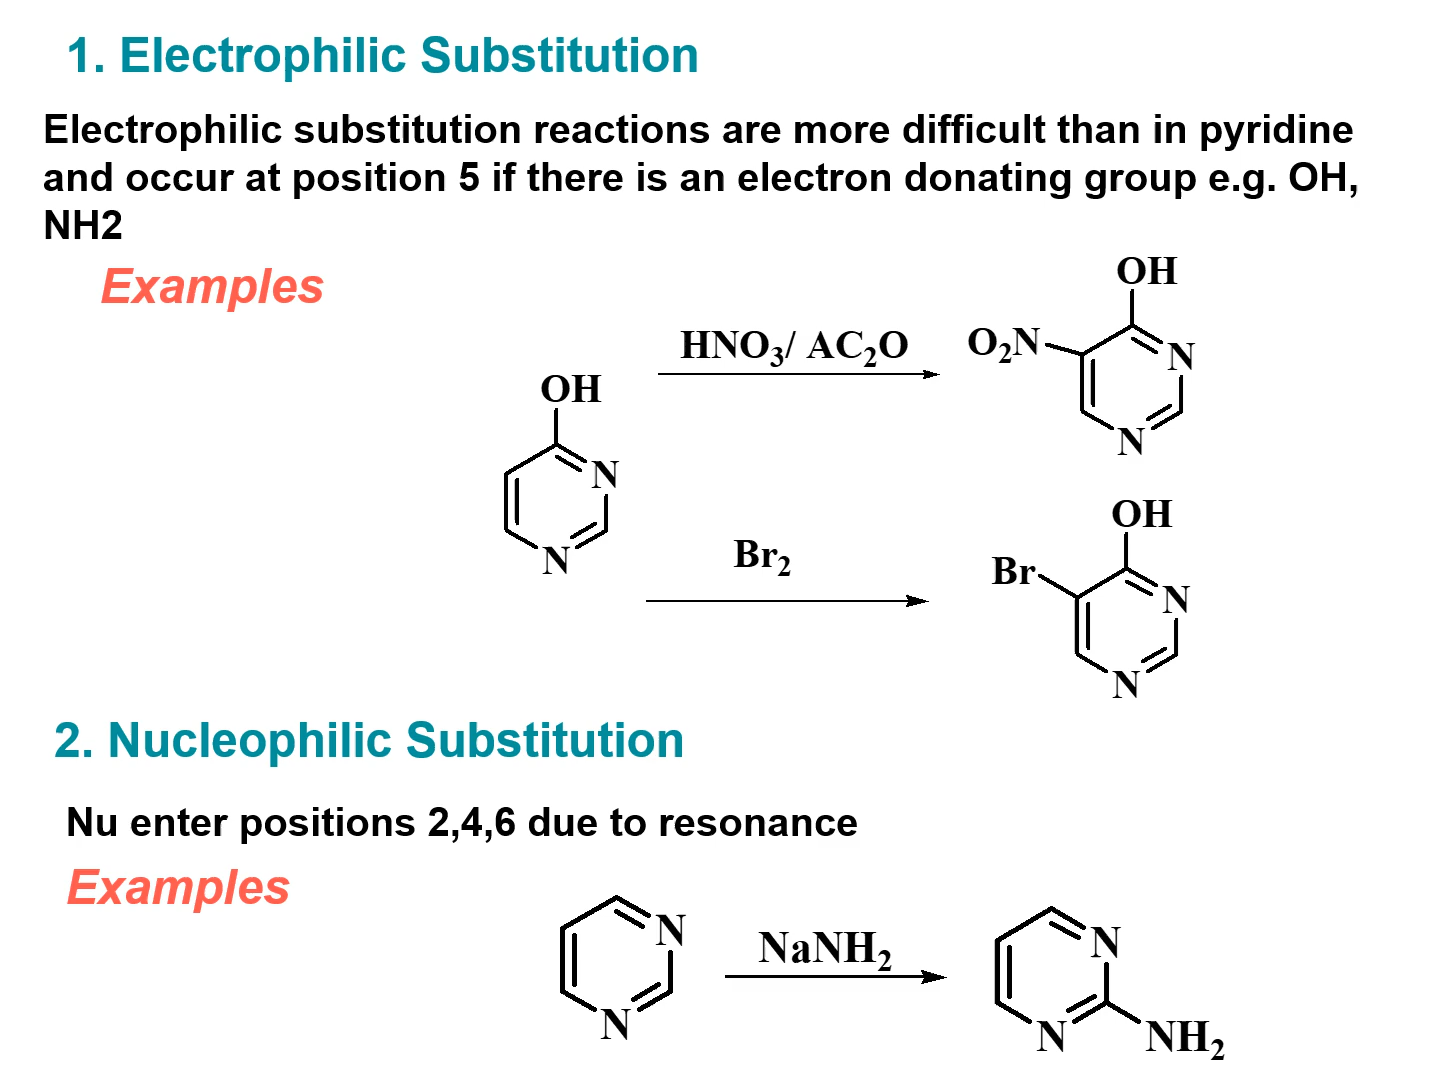 1. Electrophilic Substitution
Electrophilic substitution reactions are more difficult than in pyridine
and occur at position 5 if there is an electron donating group e.g. OH,
NH2
Examples
OH
HNO3/ AC2O
O2N
N
N
OH
N
N
Br2
OH
Br
N
N
2. Nucleophilic Substitution
Nu enter positions 2,4,6 due to resonance
Examples
N
N
NaNH2
N
N
NH2